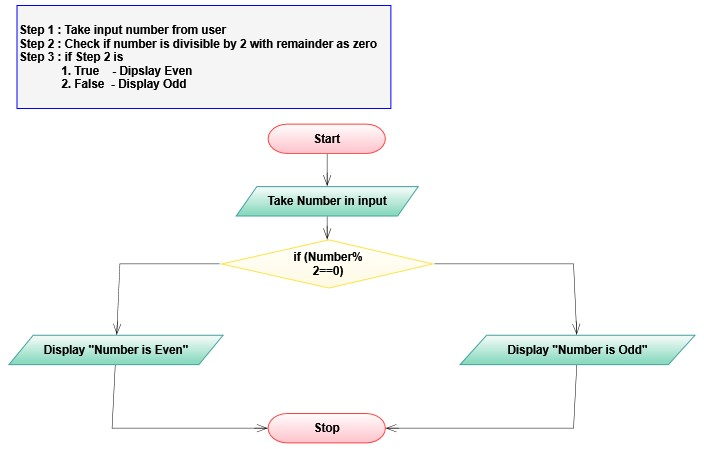 Step 1 : Take input number from user
Step 2 : Check if number is divisible by 2 with remainder as zero
Step 3 : if Step 2 is
1. True - Dipslay Even
2. False - Display Odd
Start
Take Number in input
if (Number%
2==0)
Display "Number is Even"
Display "Number is Odd"
Stop